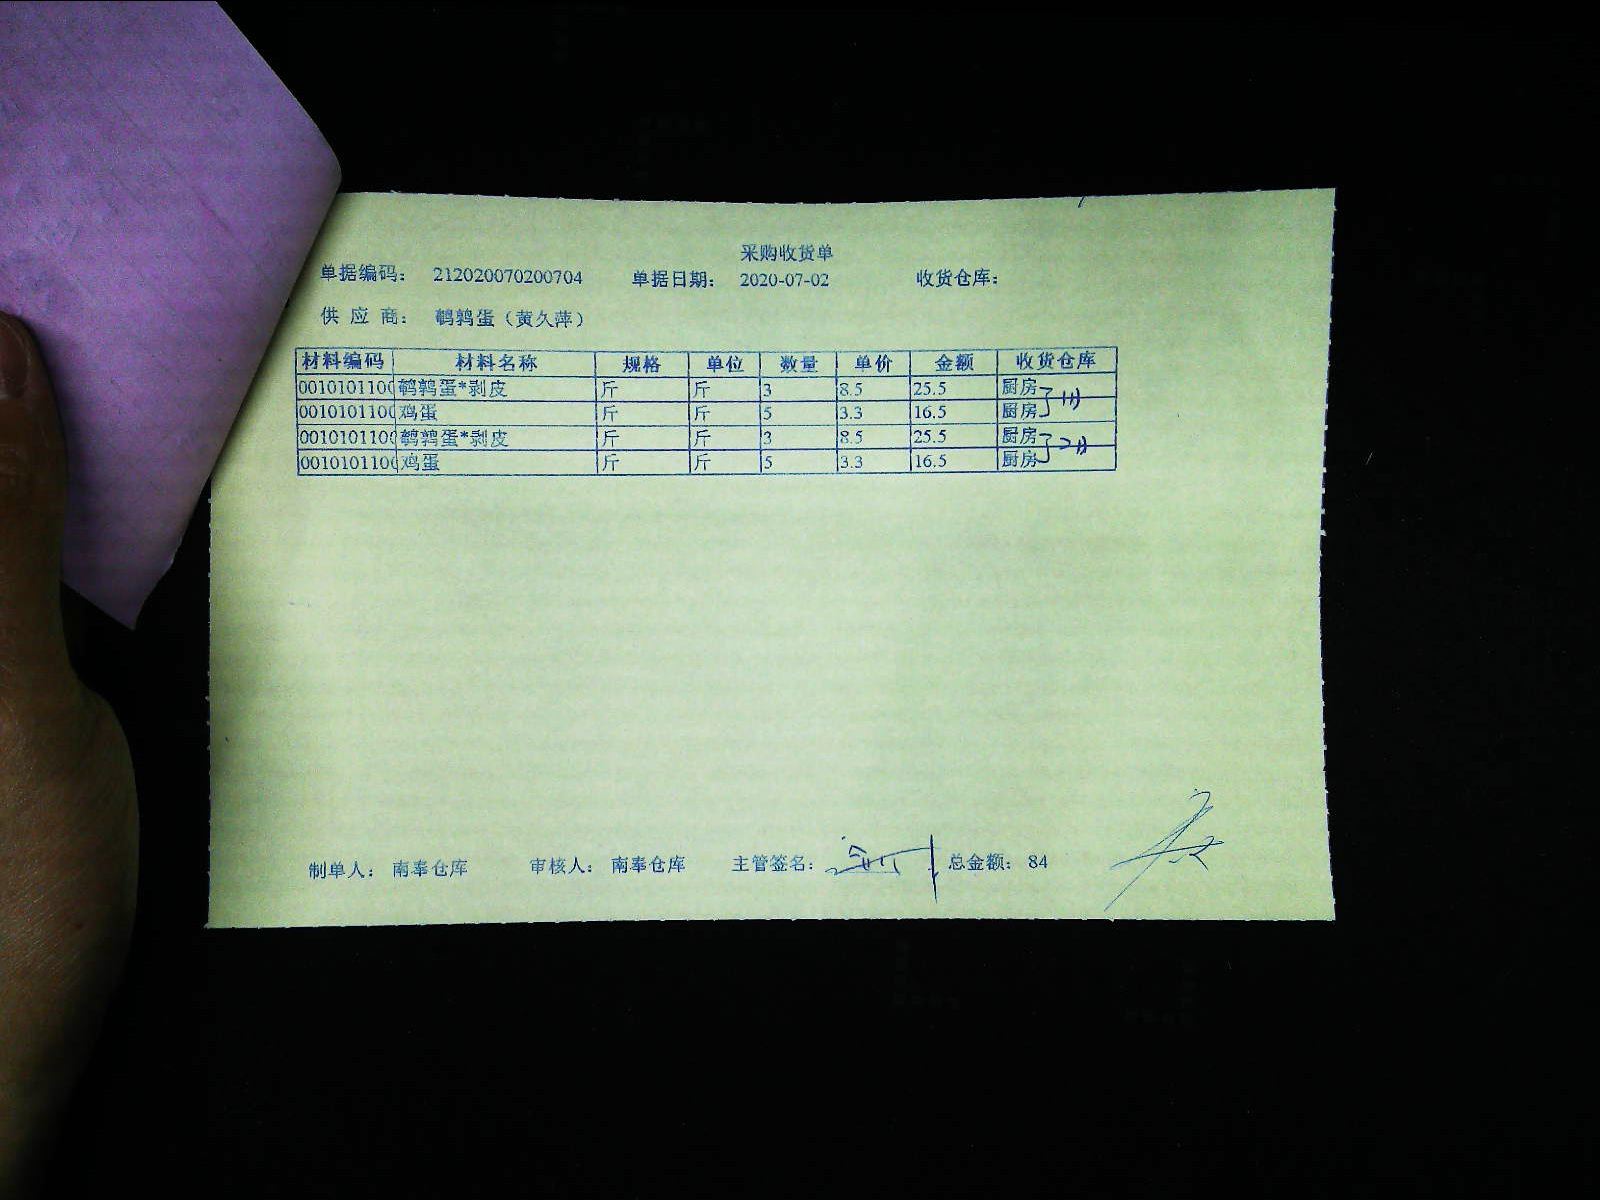 采购收货单
单据编码： 212020070200704 单据日期： 2020-07-02 收货仓库：
供 应 商： 鹌鹑蛋（黄久萍）
材料编码 材料名称 规格 单位 数量 单价 金额 收货仓库
0010101100 鹌鹑蛋*剥皮 斤 斤 3 8.5 25.5 厨房
0010101100 鸡蛋 斤 斤 5 3.3 16.5 厨房
0010101100 鹌鹑蛋*剥皮 斤 斤 3 8.5 25.5 厨房
0010101100 鸡蛋 斤 斤 5 3.3 16.5 厨房
制单人： 南奉仓库 审核人： 南奉仓库 主管签名： 总金额： 84